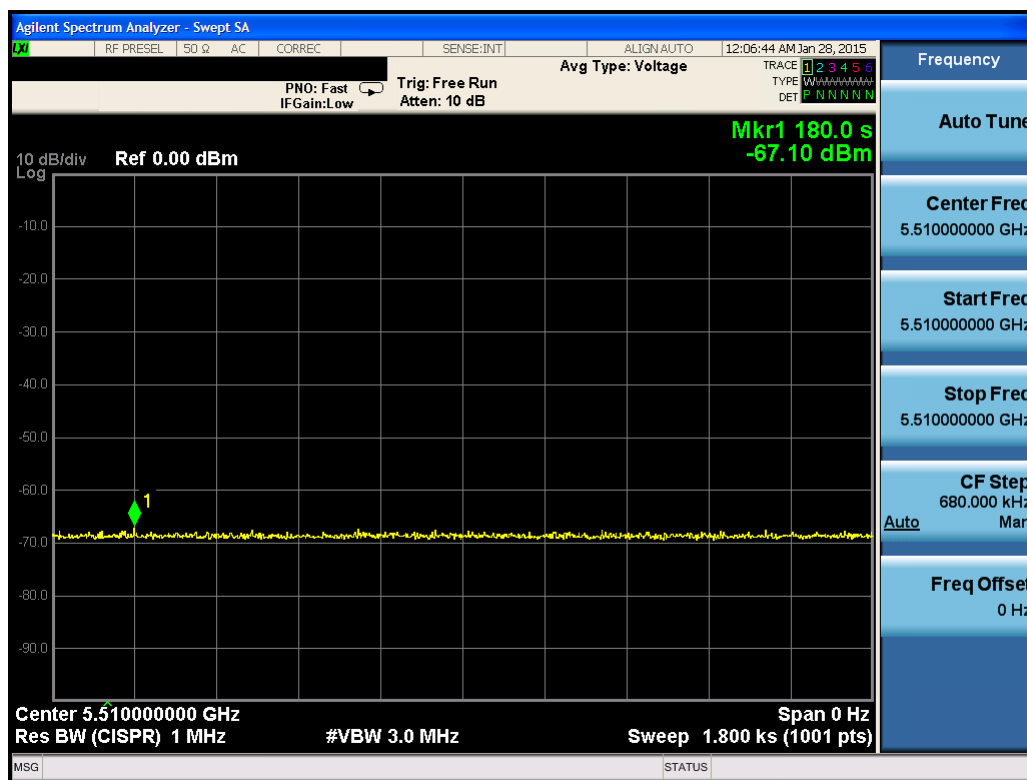 Agilent Spectrum Analyzer - Swept SA
LXI RF PRESEL 50 Ω AC CORREC SENSE:INT ALIGN AUTO 12:06:44 AM Jan 28, 2015
Frequency
PNO: Fast
IFGain:Low
Trig: Free Run
Atten: 10 dB
Avg Type: Voltage
TRACE 1 2 3 4 5 6
TYPE
DET P N N N N N
Auto Tune
Mkr1 180.0 s
-67.10 dBm
10 dB/div
Log
Ref 0.00 dBm
-10.0
-20.0
-30.0
-40.0
-50.0
-60.0
-70.0
-80.0
-90.0
1
Center Freq
5.510000000 GHz
Start Freq
5.510000000 GHz
Stop Freq
5.510000000 GHz
CF Step
680.000 kHz
Auto Man
Freq Offset
0 Hz
Center 5.510000000 GHz Span 0 Hz
Res BW (CISPR) 1 MHz #VBW 3.0 MHz Sweep 1.800 ks (1001 pts)
MSG STATUS